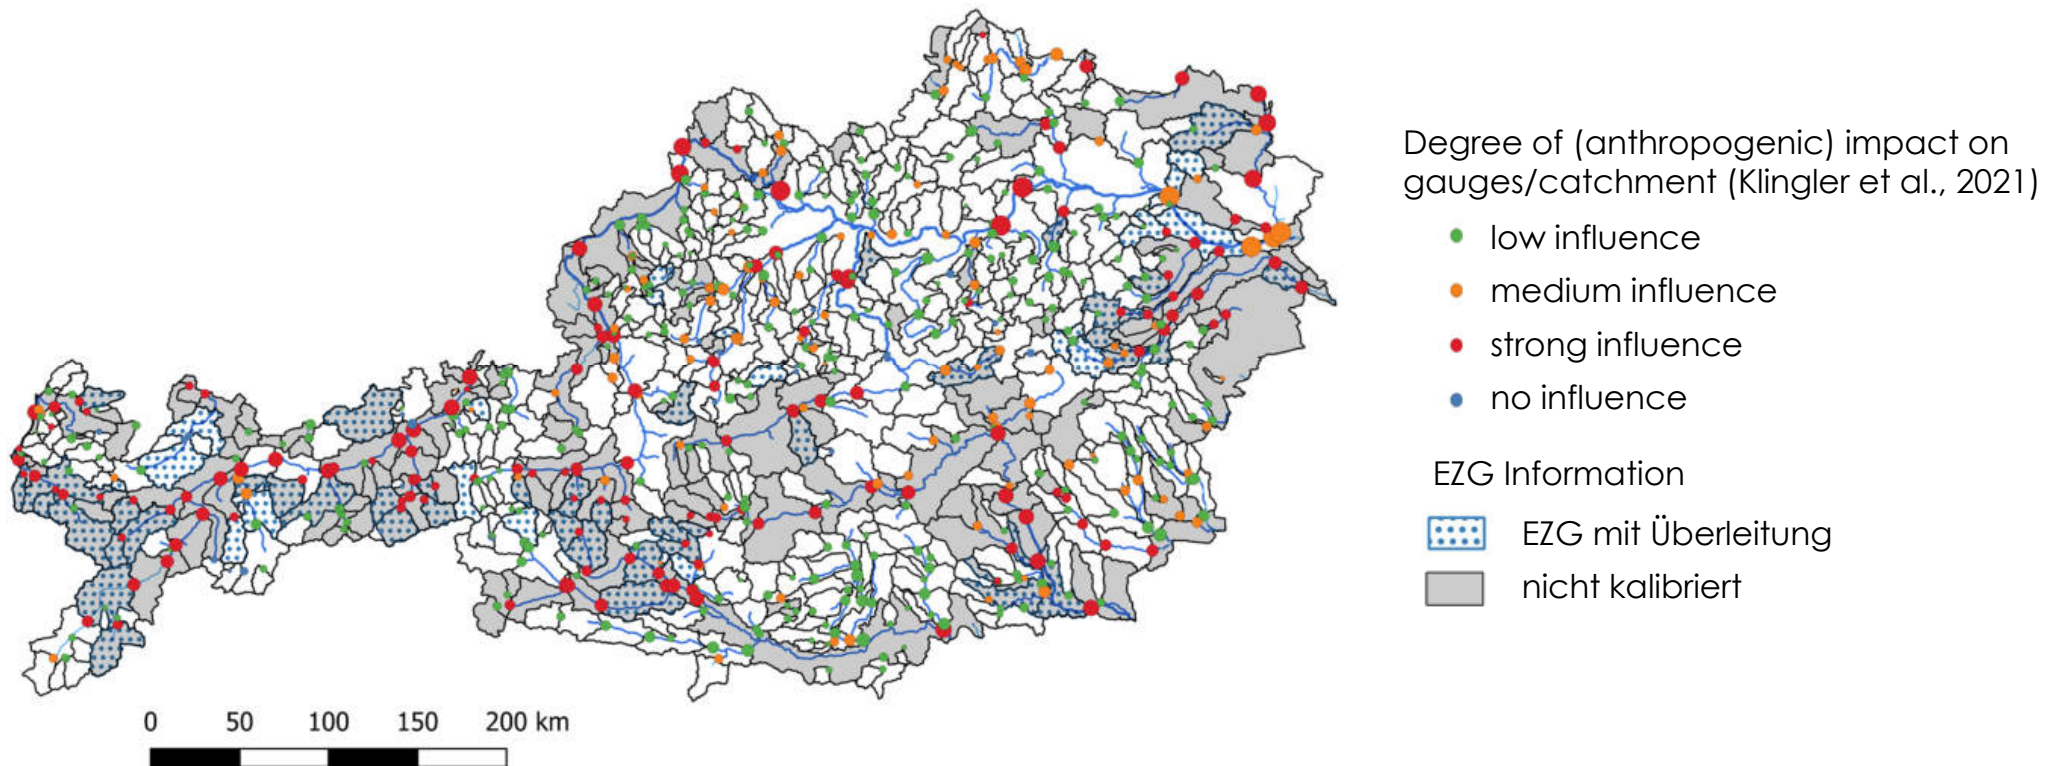 Degree of (anthropogenic) impact on
gauges/catchment (Klingler et al., 2021)
low influence
medium influence
strong influence
no influence
EZG Information
EZG mit Überleitung
nicht kalibriert
0 50 100 150 200 km